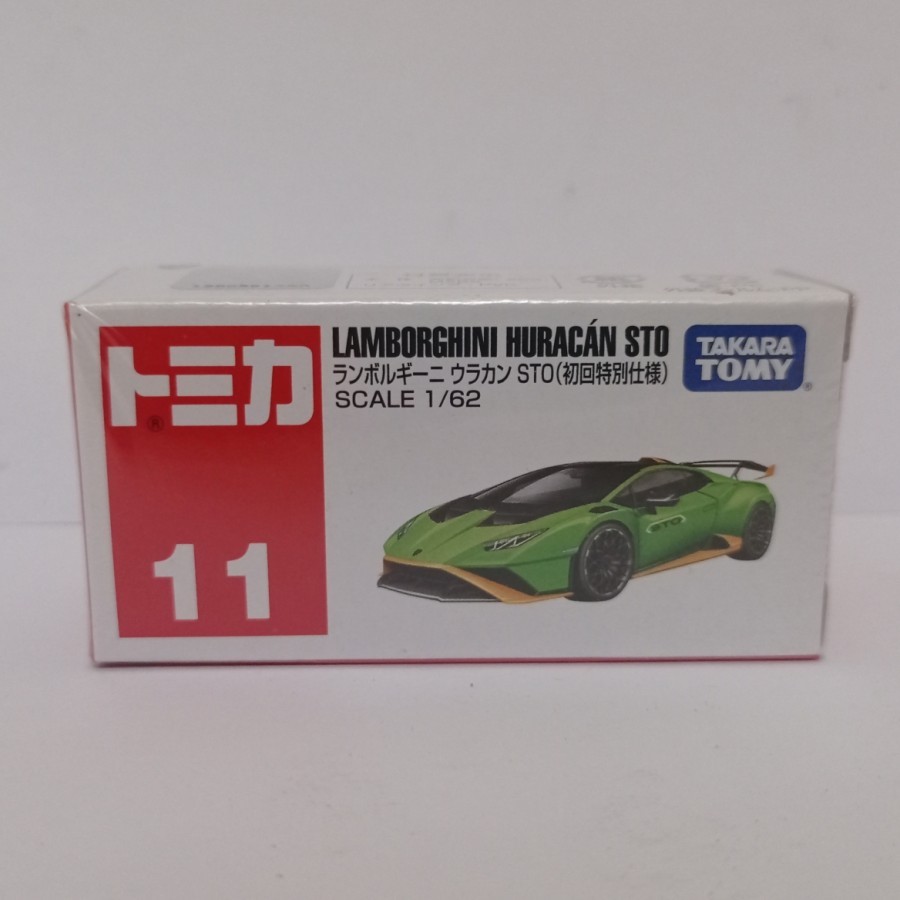 トミカ®
11
LAMBORGHINI HURACÁN STO
ランボルギーニ ウラカン STO(初回特別仕様)
SCALE 1/62
TAKARA
TOMY®
STO